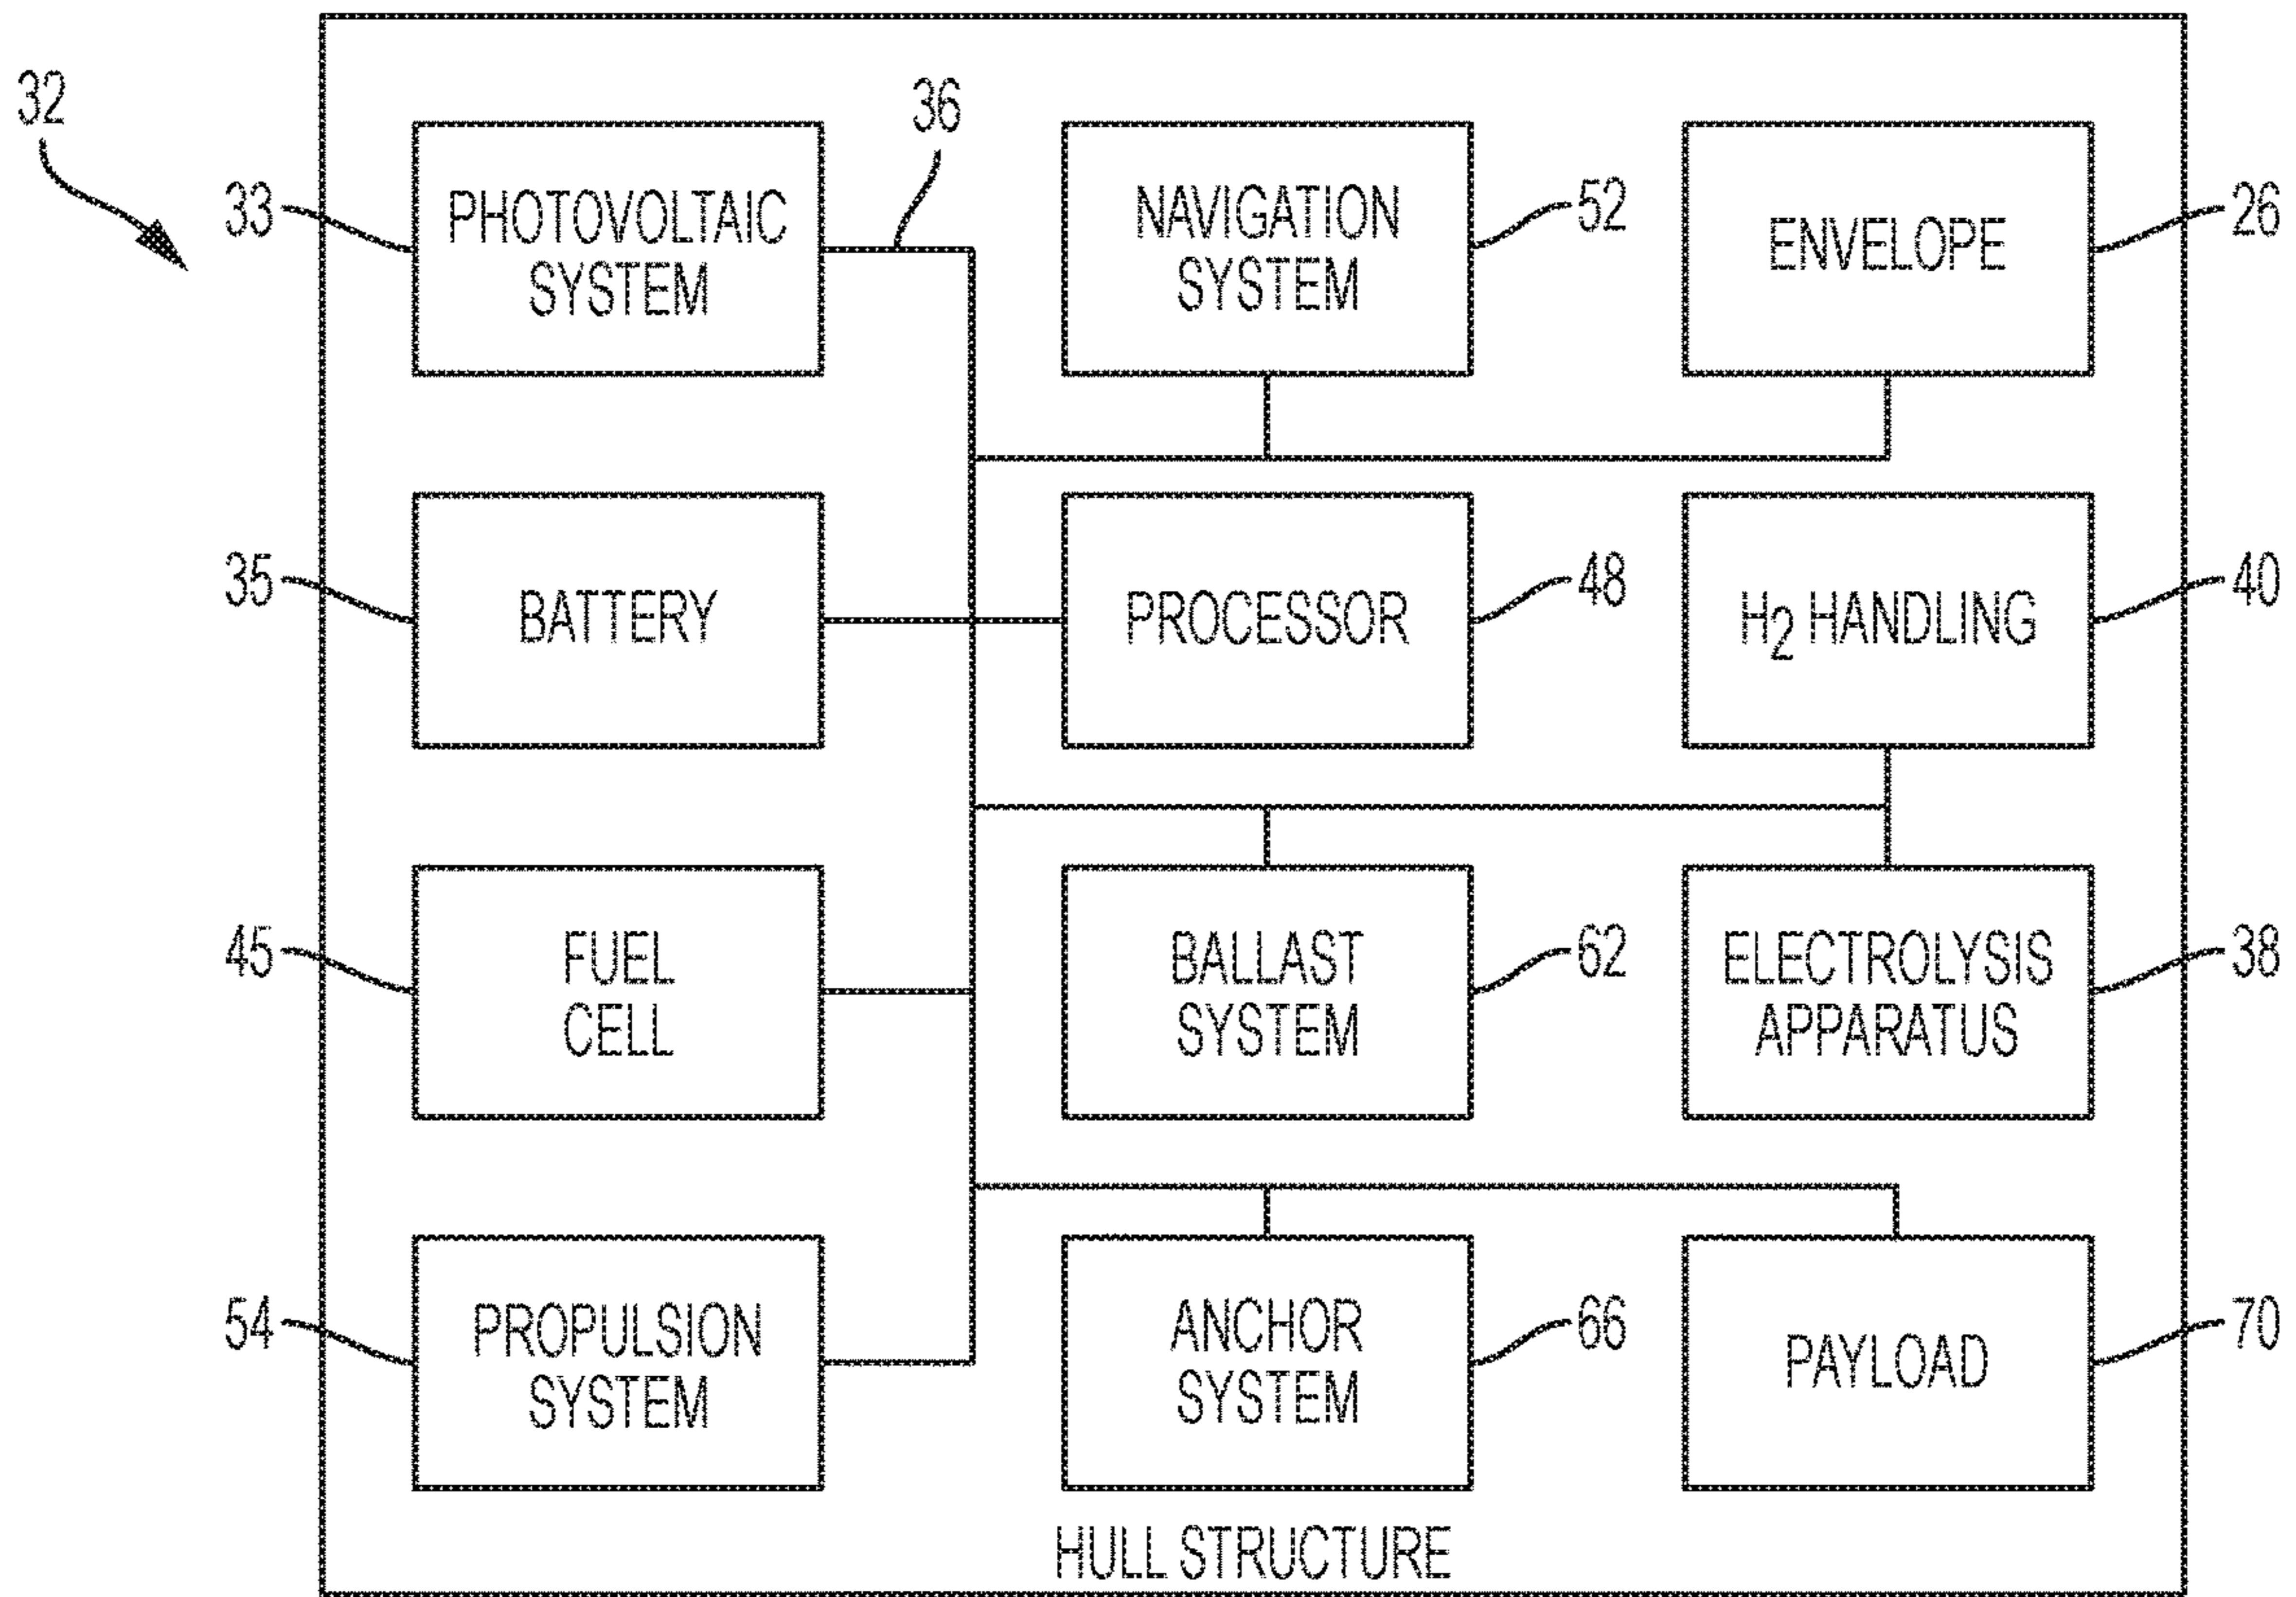 32
36
33
PHOTOVOLTAIC
SYSTEM
NAVIGATION
SYSTEM
52
ENVELOPE
26
35
BATTERY
PROCESSOR
48
H2 HANDLING
40
45
FUEL
CELL
BALLAST
SYSTEM
62
ELECTROLYSIS
APPARATUS
38
54
PROPULSION
SYSTEM
ANCHOR
SYSTEM
66
PAYLOAD
70
HULL STRUCTURE